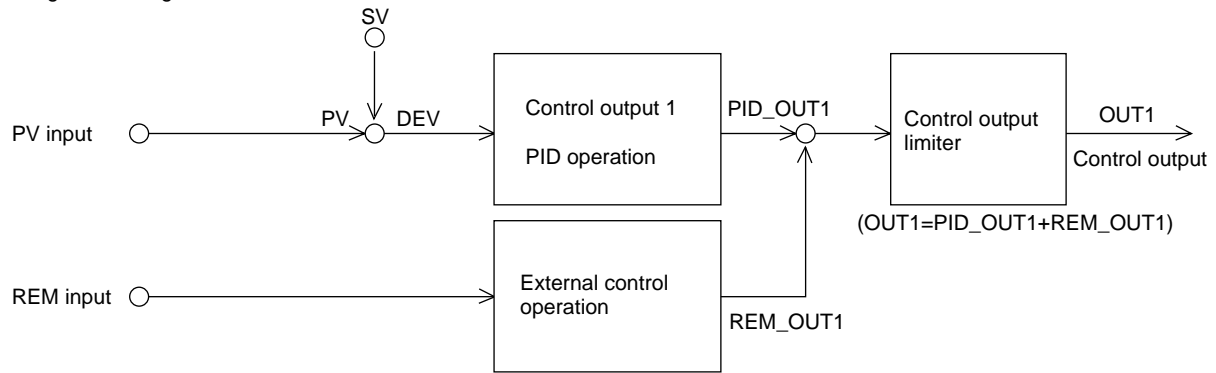 SV
PV input
PV
DEV
Control output 1
PID operation
PID_OUT1
Control output
limiter
OUT1
Control output
(OUT1=PID_OUT1+REM_OUT1)
REM input
External control
operation
REM_OUT1